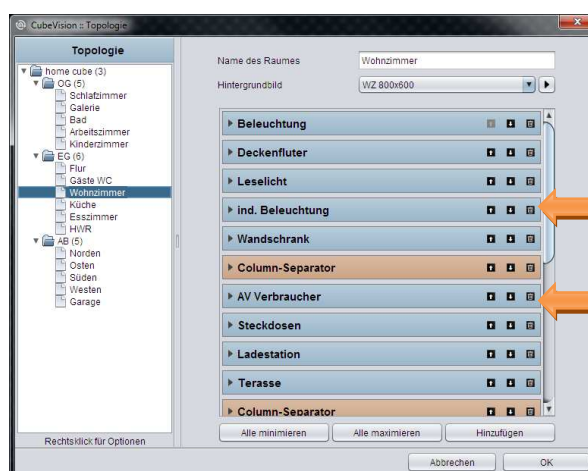 CubeVision :: Topologie
Topologie
home cube (3)
OG (5)
Schlafzimmer
Galerie
Bad
Arbeitszimmer
Kinderzimmer
EG (6)
Flur
Gäste WC
Wohnzimmer
Küche
Esszimmer
HWR
AB (5)
Norden
Osten
Süden
Westen
Garage
Rechtsklick für Optionen
Name des Raumes Wohnzimmer
Hintergrundbild WZ 800x600
Beleuchtung
Deckenfluter
Leselicht
ind. Beleuchtung
Wandschrank
Column-Separator
AV Verbraucher
Steckdosen
Ladestation
Terasse
Column-Separator
Alle minimieren Alle maximieren Hinzufügen
Abbrechen OK